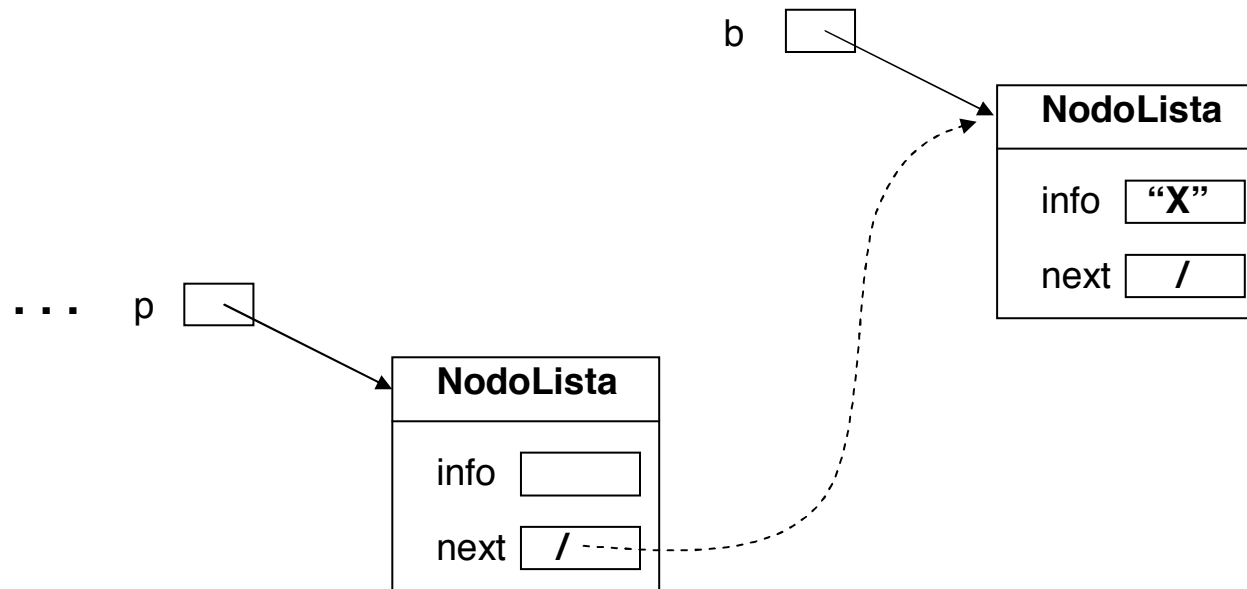 b
NodoLista
info “X”
next /
. . . p
NodoLista
info
next /